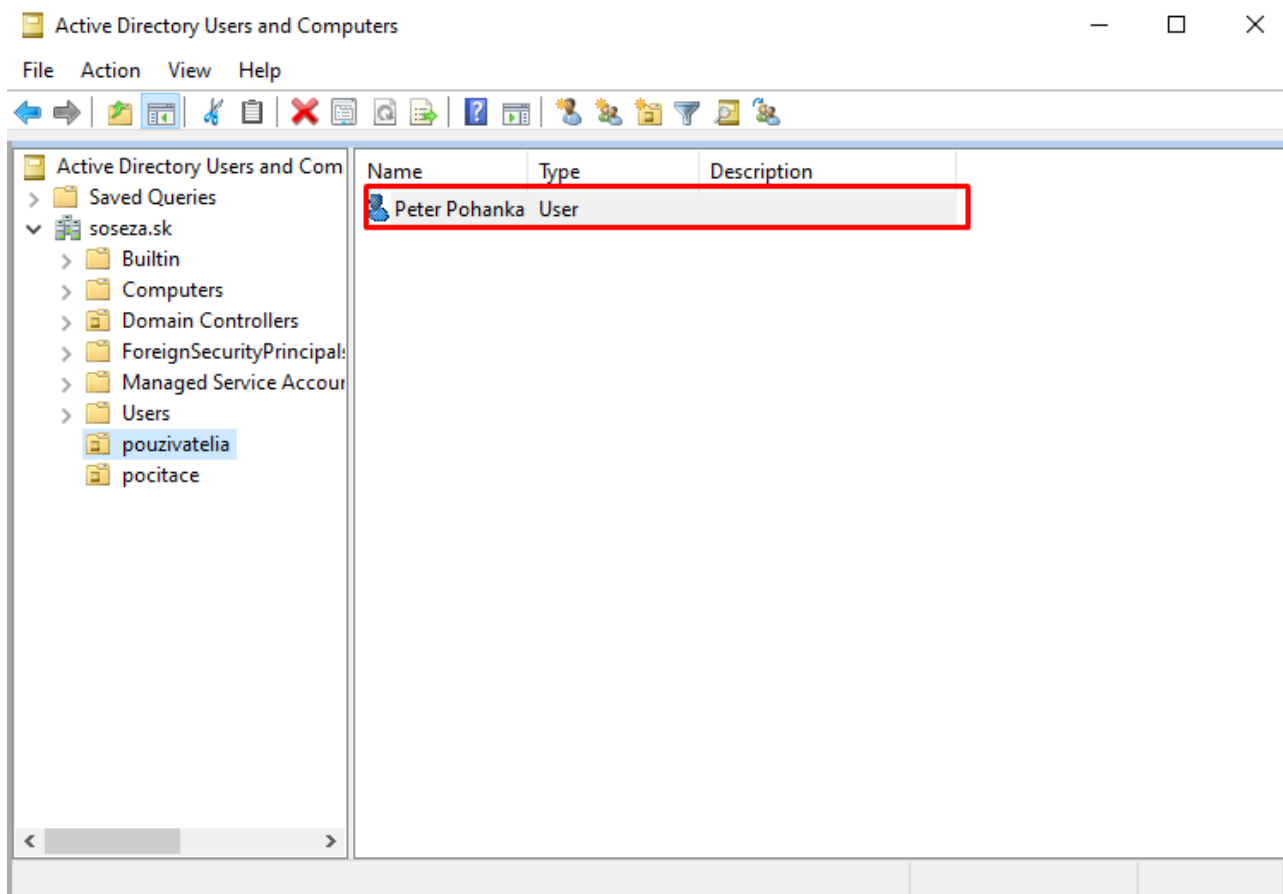 Active Directory Users and Computers
File Action View Help
Active Directory Users and Com
Saved Queries
soseza.sk
Builtin
Computers
Domain Controllers
ForeignSecurityPrincipals
Managed Service Accour
Users
pouzivatelia
pocitace
Name Type Description
Peter Pohanka User